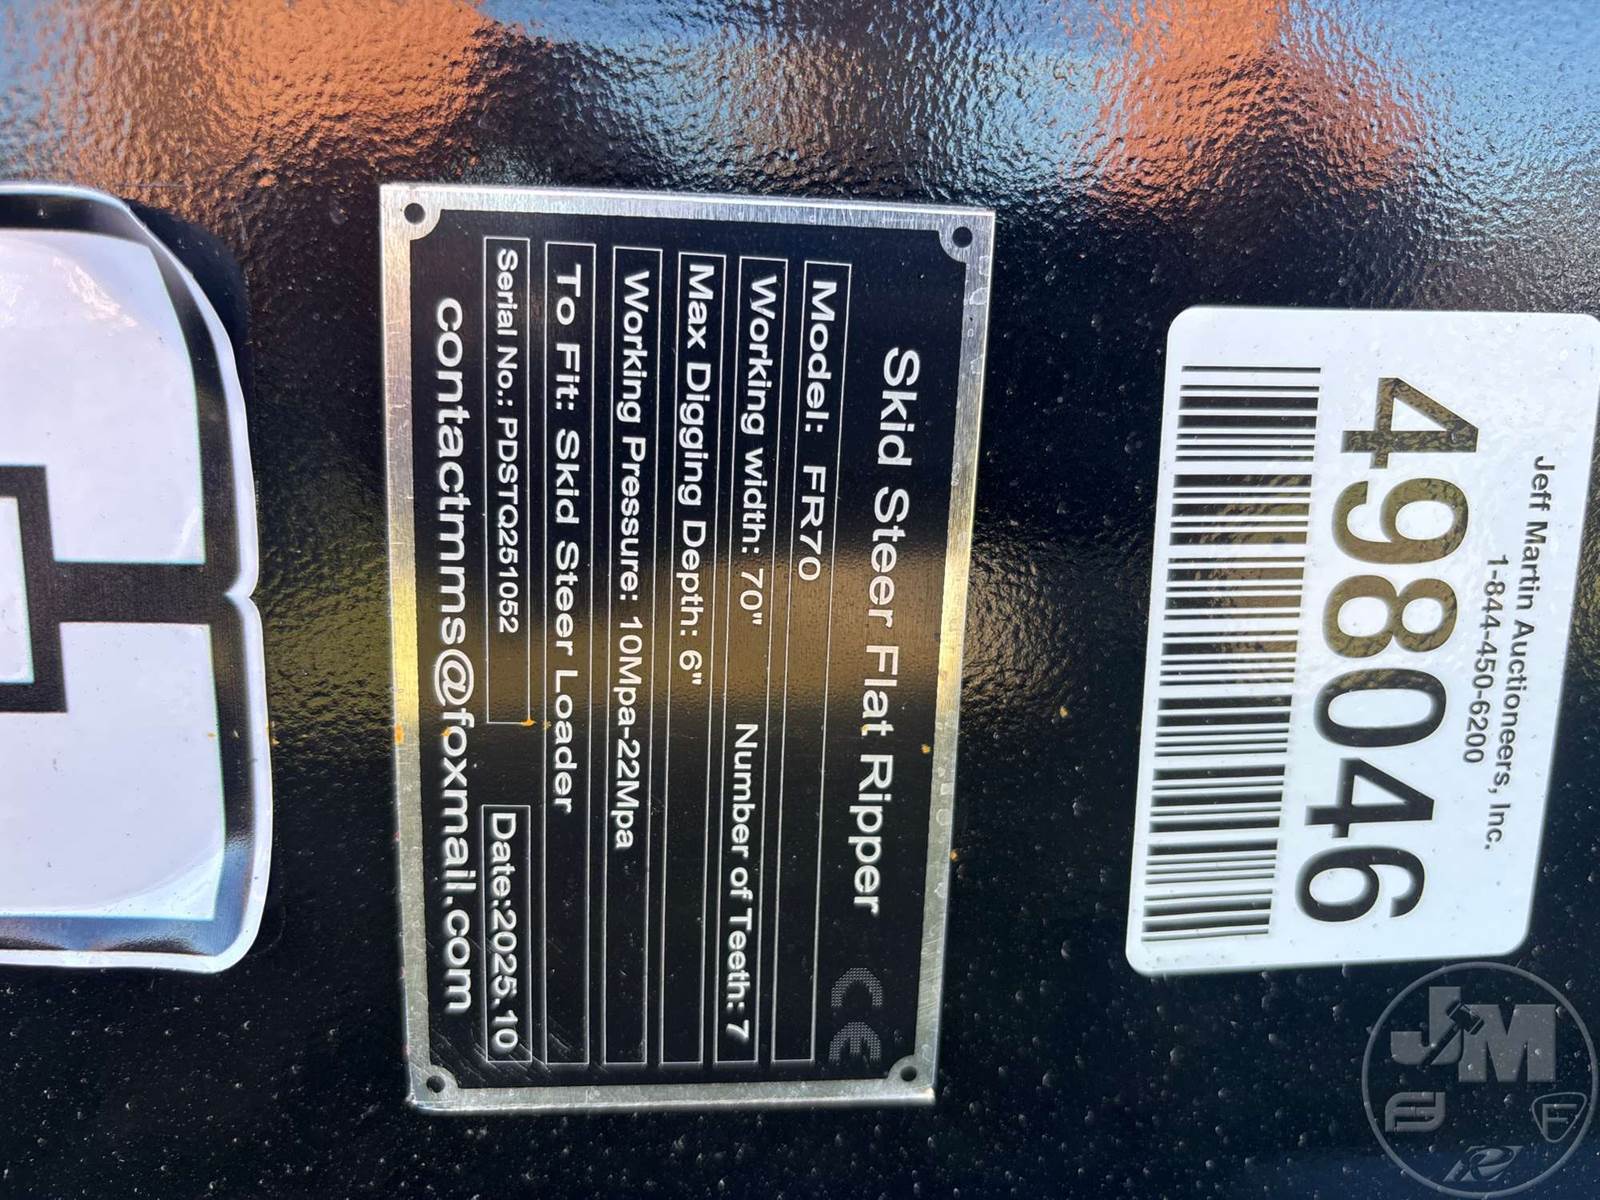 Skid Steer Flat Ripper
CE
Model: FR70
Working width: 70" Number of Teeth: 7
Max Digging Depth: 6"
Working Pressure: 10Mpa-22Mpa
To Fit: Skid Steer Loader
Serial No.: PDSTQ251052 Date:2025.10
contactmms@foxmail.com
Jeff Martin Auctioneers, Inc.
1-844-450-6200
498046
JM